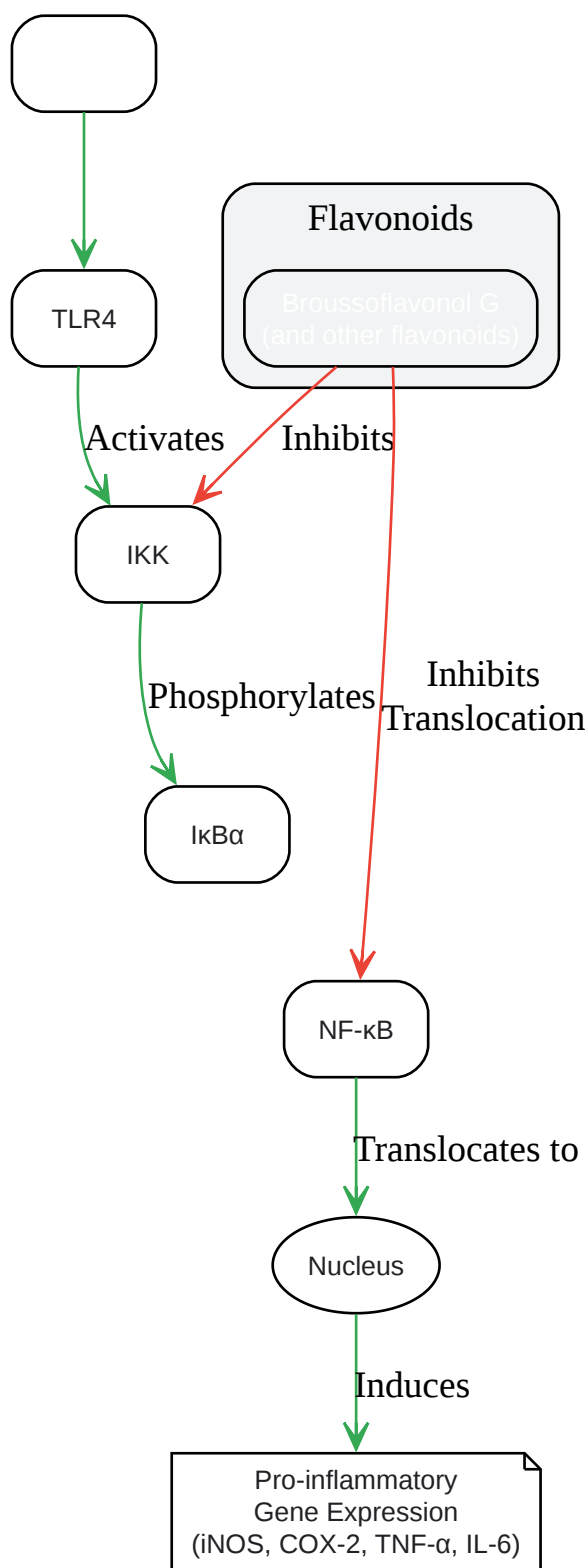 Flavonoids
Broussoflavonol G
(and other flavonoids)
TLR4
Activates
Inhibits
IKK
Inhibits
Translocation
Phosphorylates
IκBα
NF-κB
Translocates to
Nucleus
Induces
Pro-inflammatory
Gene Expression
(iNOS, COX-2, TNF-α, IL-6)